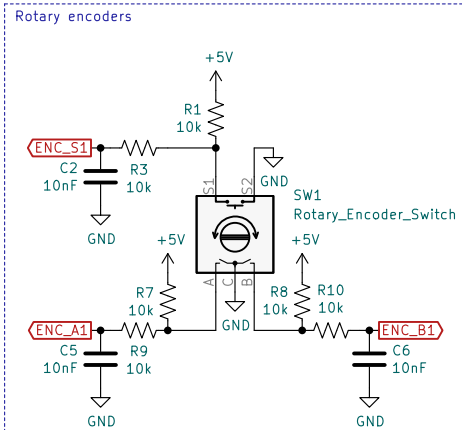 Rotary encoders
+5V
R1
10k
ENC_S1
C2
10nF
R3
10k
GND
S1
S2
GND
SW1
Rotary_Encoder_Switch
+5V
+5V
A
C
B
R7
10k
R8
10k
R10
10k
GND
ENC_A1
ENC_B1
C5
10nF
R9
10k
C6
10nF
GND
GND